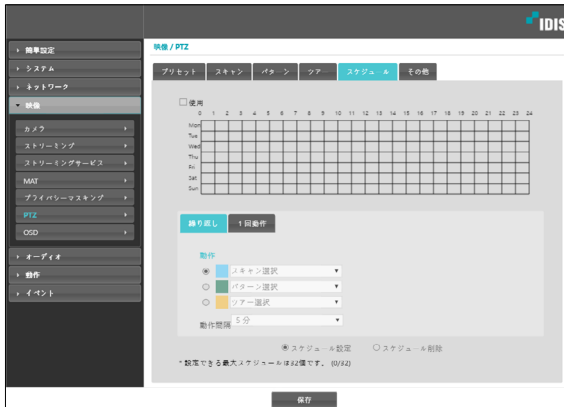 IDIS
映像 / PTZ
簡単設定
システム
ネットワーク
映像
カメラ
ストリーミング
ストリーミングサービス
MAT
プライバシーマスキング
PTZ
OSD
オーディオ
動作
イベント
プリセット スキャン パターン ツアー スケジュール その他
使用
0 1 2 3 4 5 6 7 8 9 10 11 12 13 14 15 16 17 18 19 20 21 22 23 24
Mon
Tue
Wed
Thu
Fri
Sat
Sun
繰り返し 1回動作
動作
スキャン選択
パターン選択
ツアー選択
動作間隔 5 分
スケジュール設定 スケジュール削除
* 設定できる最大スケジュールは32個です。 (0/32)
保存